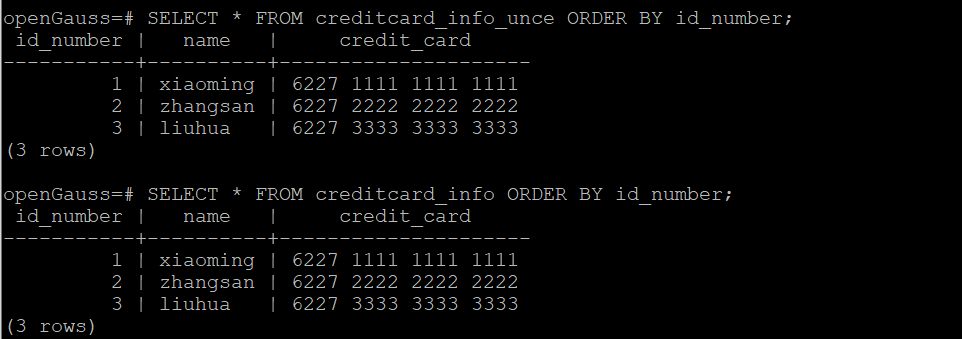 openGauss=# SELECT * FROM creditcard_info_unce ORDER BY id_number;
 id_number |   name   |     credit_card
-----------+----------+---------------------
         1 | xiaoming | 6227 1111 1111 1111
         2 | zhangsan | 6227 2222 2222 2222
         3 | liuhua   | 6227 3333 3333 3333
(3 rows)

openGauss=# SELECT * FROM creditcard_info ORDER BY id_number;
 id_number |   name   |     credit_card
-----------+----------+---------------------
         1 | xiaoming | 6227 1111 1111 1111
         2 | zhangsan | 6227 2222 2222 2222
         3 | liuhua   | 6227 3333 3333 3333
(3 rows)